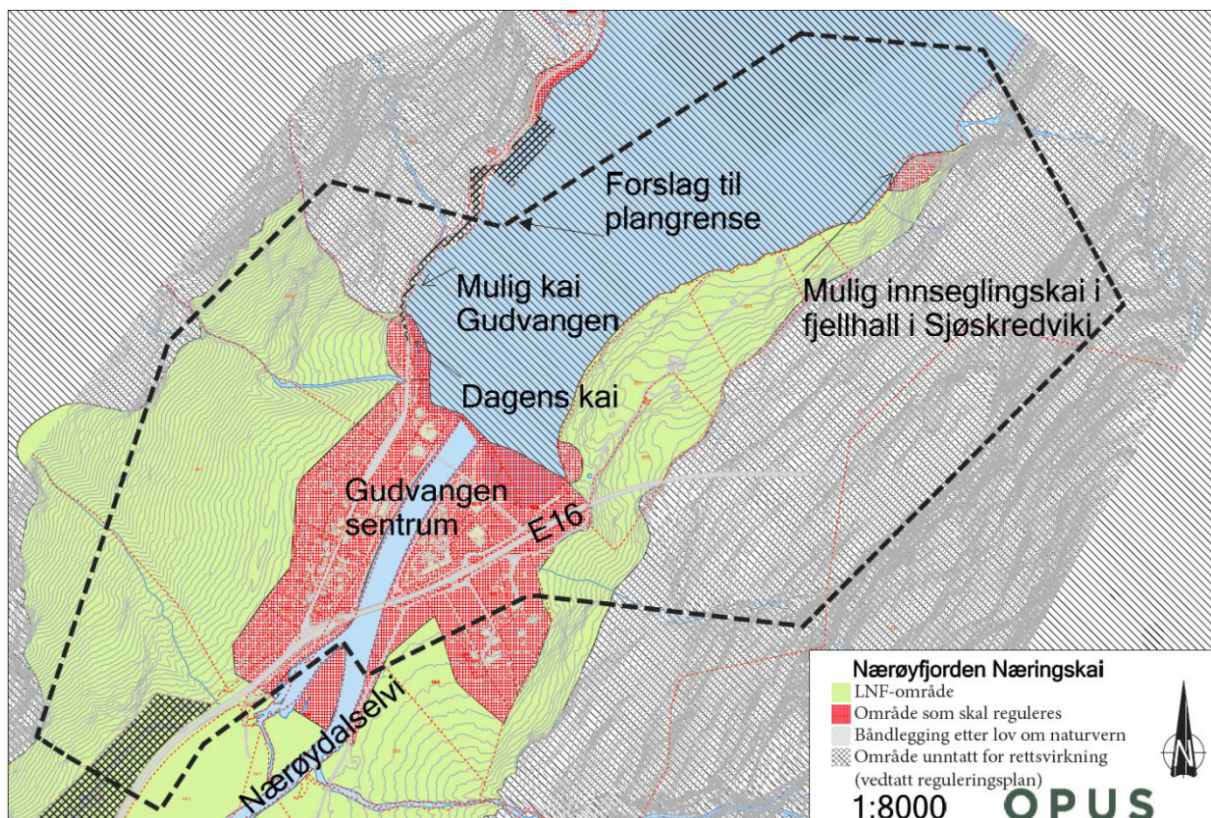 Forslag til
plangrense
Mulig kai
Gudvangen
Mulig innseglingskai i
fjellhall i Sjøskredviki
Dagens kai
Gudvangen
sentrum
E16
Nærøydalselvi
Nærøyfjorden Næringskai
LNF-område
Område som skal reguleres
Båndlegging etter lov om naturvern
Område unntatt for rettsvirkning
(vedtatt reguleringsplan)
N
1:8000
OPUS